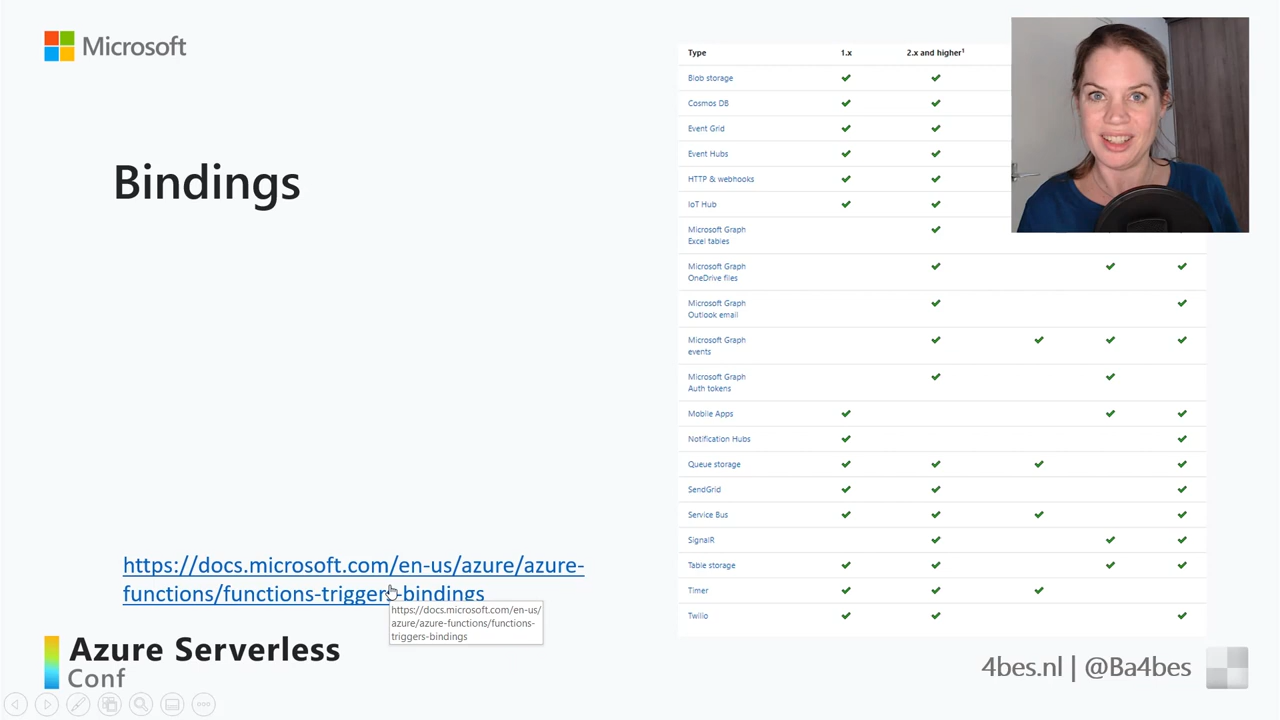 Microsoft
Bindings
Type 1.x 2.x and higher¹
Blob storage
Cosmos DB
Event Grid
Event Hubs
HTTP & webhooks
IoT Hub
Microsoft Graph
Excel tables
Microsoft Graph
OneDrive files
Microsoft Graph
Outlook email
Microsoft Graph
events
Microsoft Graph
Auth tokens
Mobile Apps
Notification Hubs
Queue storage
SendGrid
Service Bus
SignalR
Table storage
Timer
Twilio
https://docs.microsoft.com/en-us/azure/azure-
functions/functions-triggers-bindings
https://docs.microsoft.com/en-us/
azure/azure-functions/functions-
triggers-bindings
Azure Serverless
Conf
4bes.nl | @Ba4bes